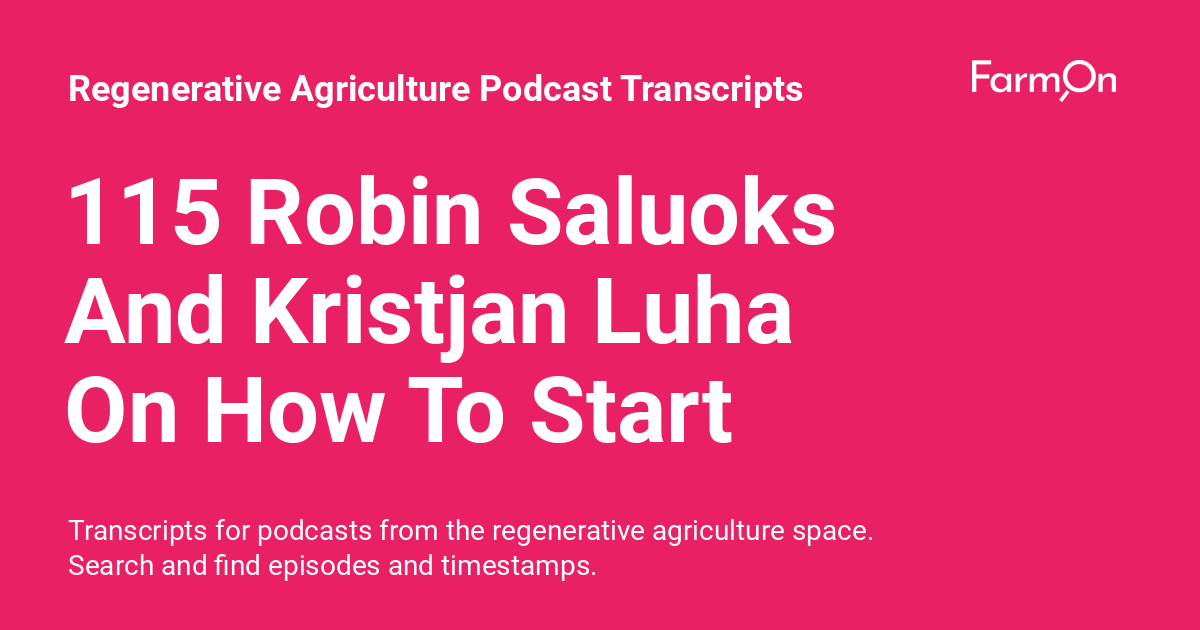 Regenerative Agriculture Podcast Transcripts
FarmOn
115 Robin Saluoks
And Kristjan Luha
On How To Start
Transcripts for podcasts from the regenerative agriculture space.
Search and find episodes and timestamps.